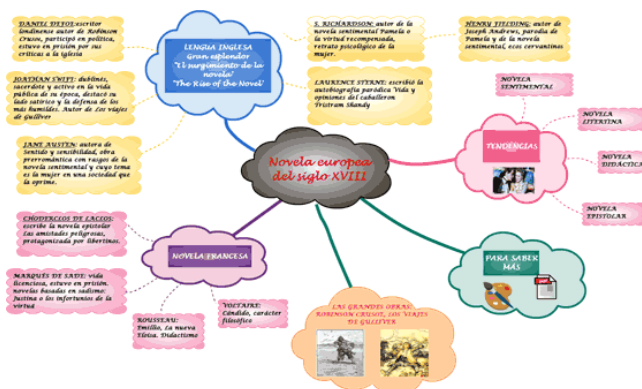 DANIEL DEFOE: escritor
londinense autor de Robinson
Crusoe, participó en política,
estuvo en prisión por sus
críticas a la iglesia
JOATHAN SWIFT: dublinés,
sacerdote y activo en la vida
pública de su época, destacó su
lado satírico y la defensa de los
más humildes. Autor de Los viajes
de Gulliver
JANE AUSTEN: autora de
Sentido y sensibilidad, obra
prerromántica con rasgos de la
novela sentimental y cuyo tema
es la mujer en una sociedad que
la oprime.
LENGUA INGLESA
Gran esplendor
"El surgimiento de la
novela"
"The Rise of the Novel"
S. RICHARDSON: autor de la
novela sentimental Pamela o
la virtud recompensada,
retrato psicológico de la
mujer.
HENRY FIELDING: autor de
Joseph Andrews, parodia de
Pamela y de la novela
sentimental, ecos cervantinos
LAURENCE STERNE: escribió la
autobiografía paródica Vida y
opiniones del caballero
Tristram Shandy
Novela europea
del siglo XVIII
TENDENCIAS
NOVELA
SENTIMENTAL
NOVELA
LIBERTINA
NOVELA
DIDÁCTICA
NOVELA
EPISTOLAR
PARA SABER
MÁS
PDF
LAS GRANDES OBRAS:
ROBINSON CRUSOE, LOS VIAJES
DE GULLIVER
NOVELA FRANCESA
CHODERLOS DE LACLOS:
escribe la novela epistolar
Las amistades peligrosas,
protagonizada por libertinos.
MARQUÉS DE SADE: vida
licenciosa, estuvo en prisión.
novelas basadas en sadismo:
Justina o los infortunios de la
virtud
ROUSSEAU:
Emilio, La nueva
Eloísa. Didactismo
VOLTAIRE:
Cándido, carácter
filosófico